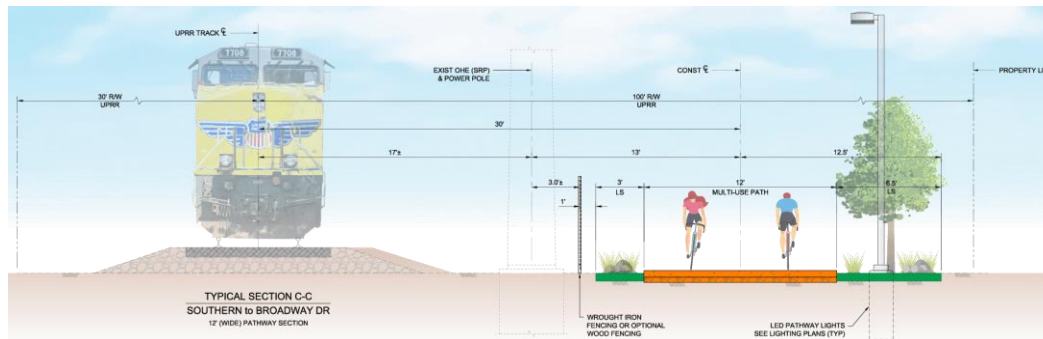 UPRR TRACK ℄
7708
7708
EXIST OHE (SRP)
& POWER POLE
CONST ℄
PROPERTY LI
30' R/W
UPRR
100' R/W
UPRR
30'
17'±
13'
12.5'
3.0'±
1'
3'
LS
12'
MULTI-USE PATH
6.5'
LS
TYPICAL SECTION C-C
SOUTHERN to BROADWAY DR
12' (WIDE) PATHWAY SECTION
WROUGHT IRON
FENCING OR OPTIONAL
WOOD FENCING
LED PATHWAY LIGHTS
SEE LIGHTING PLANS (TYP)